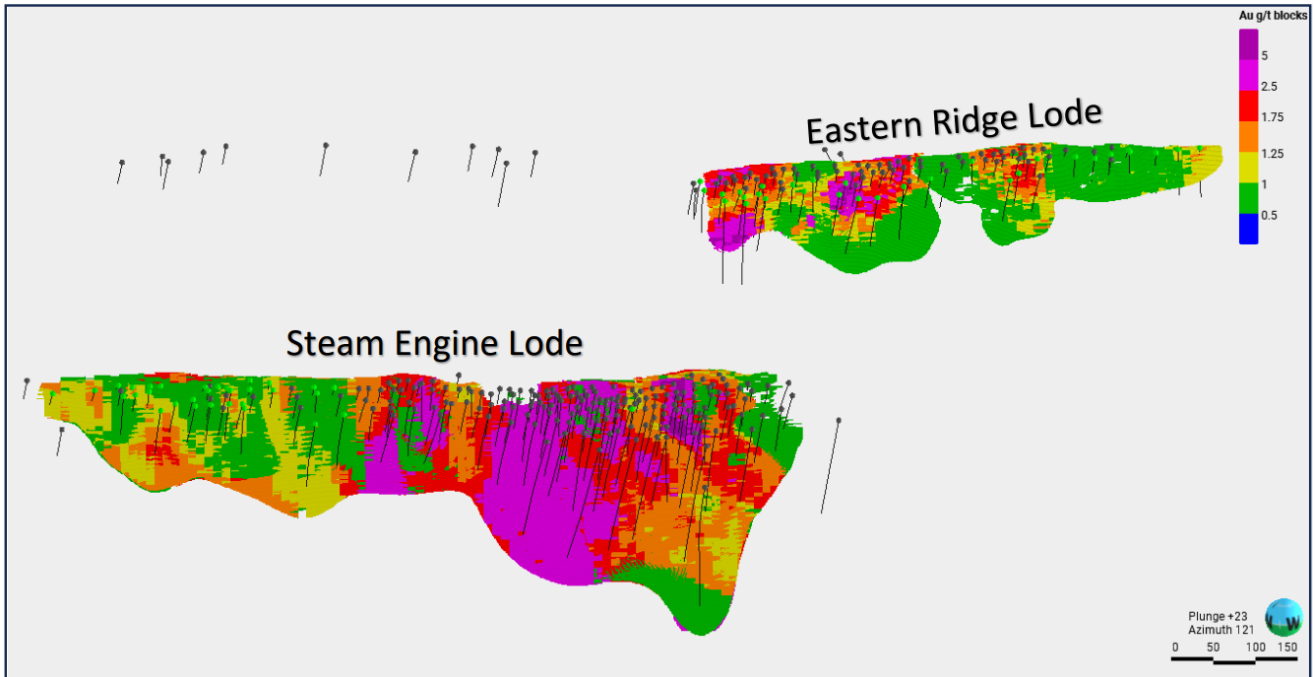 Au g/t blocks
5
2.5
1.75
1.25
1
0.5
Eastern Ridge Lode
Steam Engine Lode
Plunge +23
Azimuth 121
W
0 50 100 150